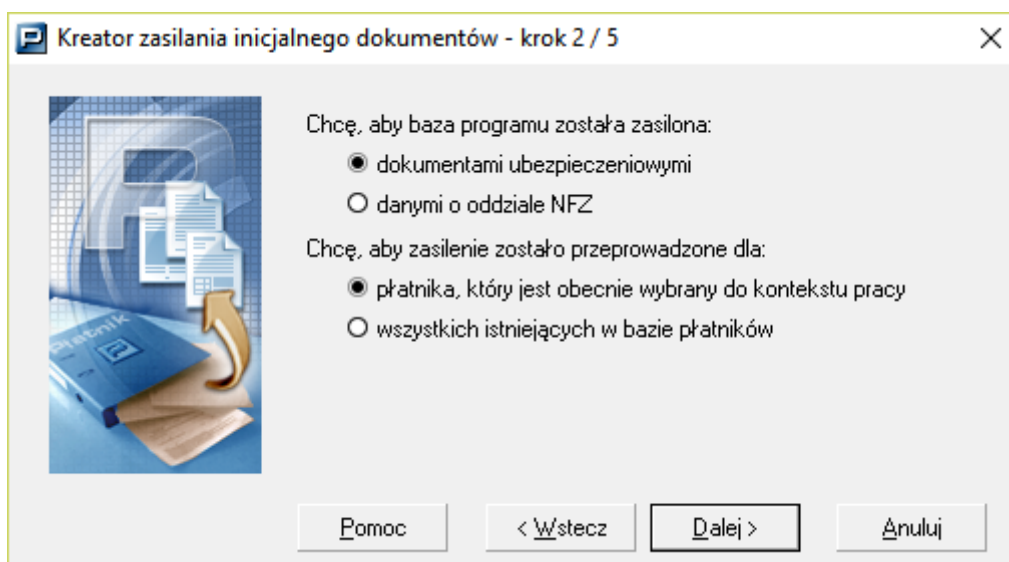 Kreator zasilania inicjalnego dokumentów - krok 2 / 5
Chcę, aby baza programu została zasilona:
dokumentami ubezpieczeniowymi
danymi o oddziale NFZ
Chcę, aby zasilenie zostało przeprowadzone dla:
płatnika, który jest obecnie wybrany do kontekstu pracy
wszystkich istniejących w bazie płatników
Płatnik
Pomoc
< Wstecz
Dalej >
Anuluj